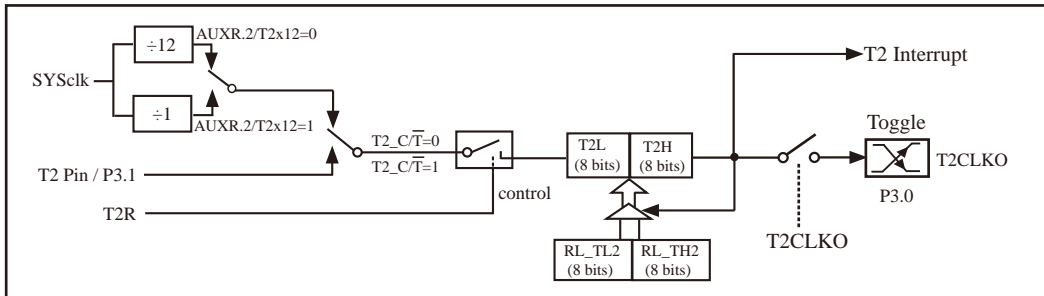 ÷12
AUXR.2/T2x12=0
SYSclk
÷1
AUXR.2/T2x12=1
T2 Pin / P3.1
T2R
T2_C/T̅=0
T2_C/T̅=1
control
T2L
(8 bits)
T2H
(8 bits)
RL_TL2
(8 bits)
RL_TH2
(8 bits)
T2 Interrupt
Toggle
T2CLKO
P3.0
T2CLKO